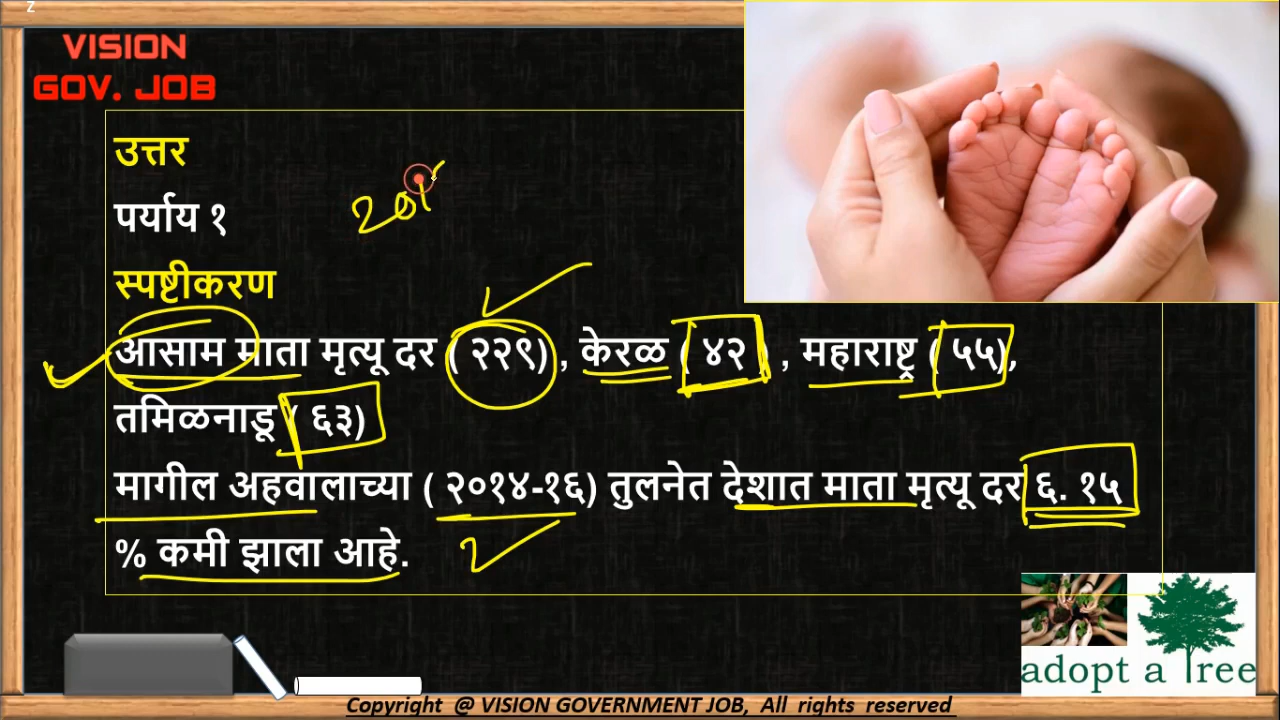 z
VISION
GOV. JOB
उत्तर
पर्याय १
201
स्पष्टीकरण
आसाम माता मृत्यू दर ( २२९) , केरळ ( ४२ ) , महाराष्ट्र ( ५५),
तमिळनाडू ( ६३)
मागील अहवालाच्या ( २०१४-१६) तुलनेत देशात माता मृत्यू दर ६. १५
% कमी झाला आहे.
adopt a Tree
Copyright @ VISION GOVERNMENT JOB, All rights reserved